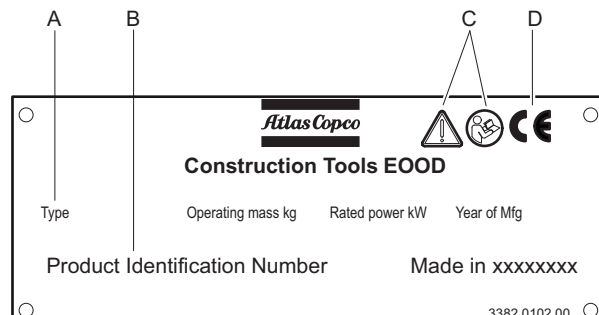 A B C D
Atlas Copco
CE
Construction Tools EOOD
Type Operating mass kg Rated power kW Year of Mfg
Product Identification Number Made in xxxxxxxx
3382 0102 00